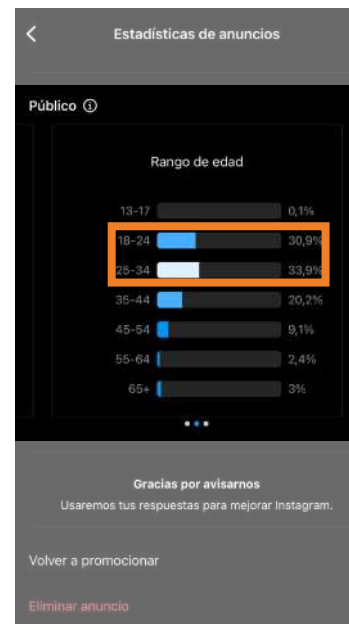 Estadísticas de anuncios
Público
Rango de edad
13-17 0,1%
18-24 30,9%
25-34 33,9%
35-44 20,2%
45-54 9,1%
55-64 2,4%
65+ 3%
Gracias por avisarnos
Usaremos tus respuestas para mejorar Instagram.
Volver a promocionar
Eliminar anuncio